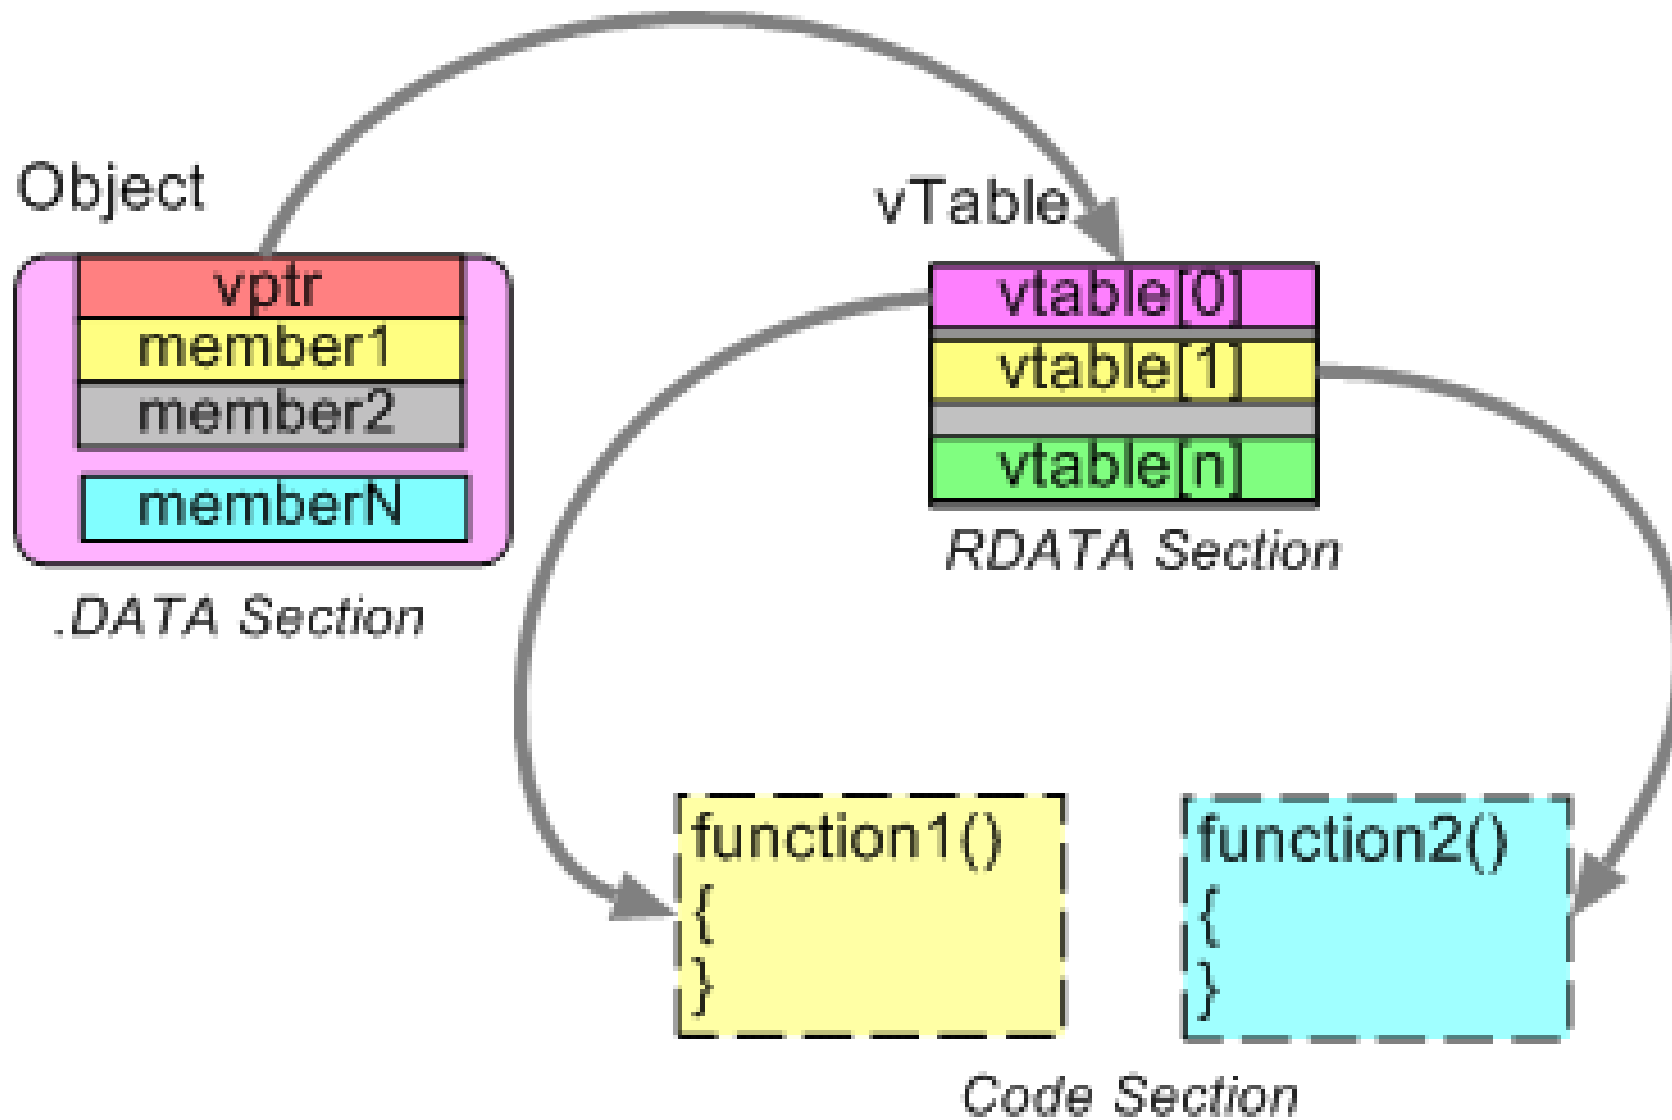 Object
vptr
member1
member2
memberN
.DATA Section
vTable
vtable[0]
vtable[1]
vtable[n]
RDATA Section
function1()
{
}
function2()
{
}
Code Section